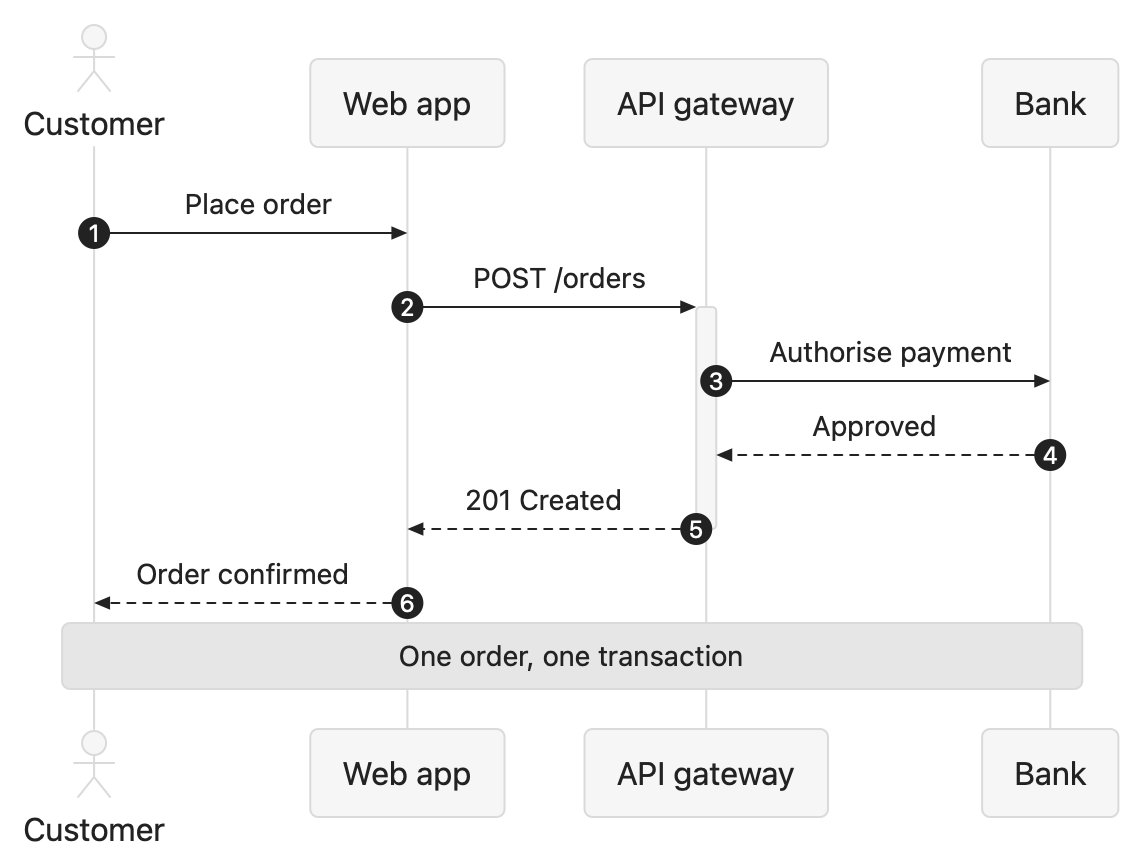 Customer
Web app
API gateway
Bank
Place order
1
POST /orders
2
Authorise payment
3
Approved
4
201 Created
5
Order confirmed
6
One order, one transaction
Customer
Web app
API gateway
Bank